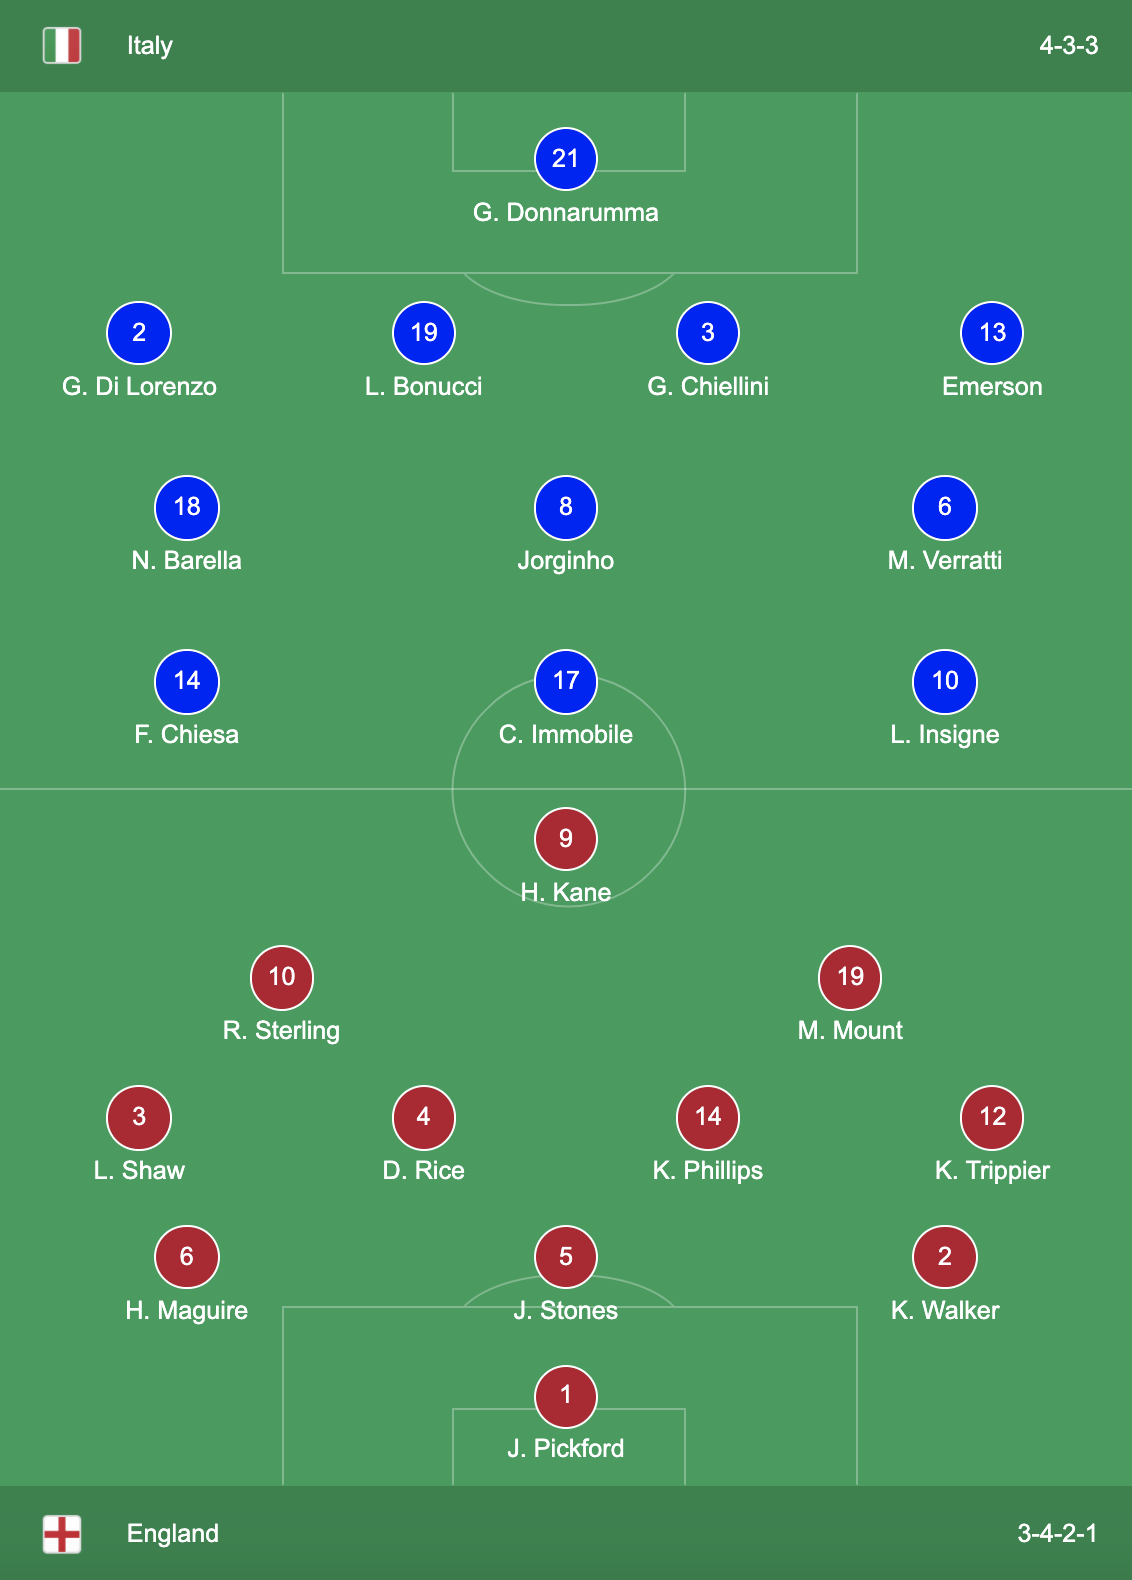 Italy 4-3-3
21
G. Donnarumma
2 19 3 13
G. Di Lorenzo L. Bonucci G. Chiellini Emerson
18 8 6
N. Barella Jorginho M. Verratti
14 17 10
F. Chiesa C. Immobile L. Insigne
9
H. Kane
10 19
R. Sterling M. Mount
3 4 14 12
L. Shaw D. Rice K. Phillips K. Trippier
6 5 2
H. Maguire J. Stones K. Walker
1
J. Pickford
England 3-4-2-1